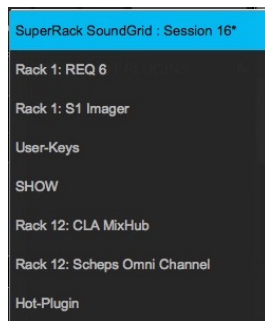 SuperRack SoundGrid : Session 16*
Rack 1: REQ 6
Rack 1: S1 Imager
User-Keys
SHOW
Rack 12: CLA MixHub
Rack 12: Scheps Omni Channel
Hot-Plugin